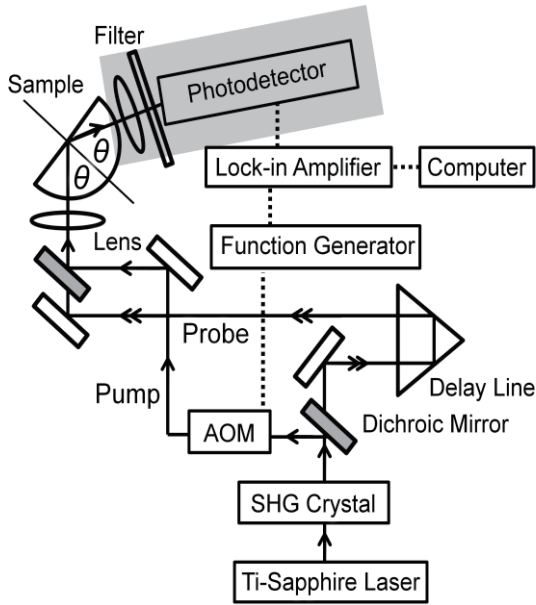 Filter
Photodetector
Sample
θ
θ
Lock-in Amplifier
Computer
Lens
Function Generator
Probe
Delay Line
Pump
AOM
Dichroic Mirror
SHG Crystal
Ti-Sapphire Laser